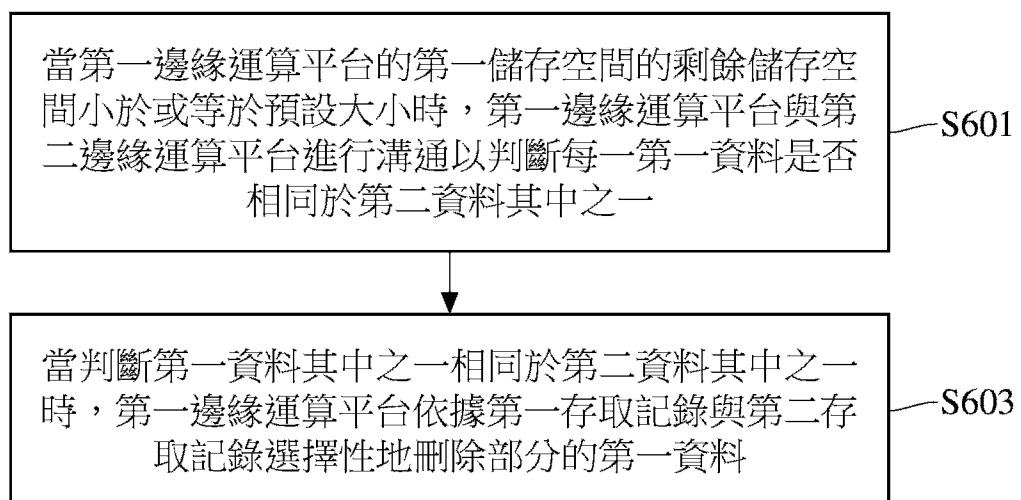 當第一邊緣運算平台的第一儲存空間的剩餘儲存空
間小於或等於預設大小時，第一邊緣運算平台與第
二邊緣運算平台進行溝通以判斷每一第一資料是否
相同於第二資料其中之一
S601
當判斷第一資料其中之一相同於第二資料其中之一
時，第一邊緣運算平台依據第一存取記錄與第二存
取記錄選擇性地刪除部分的第一資料
S603